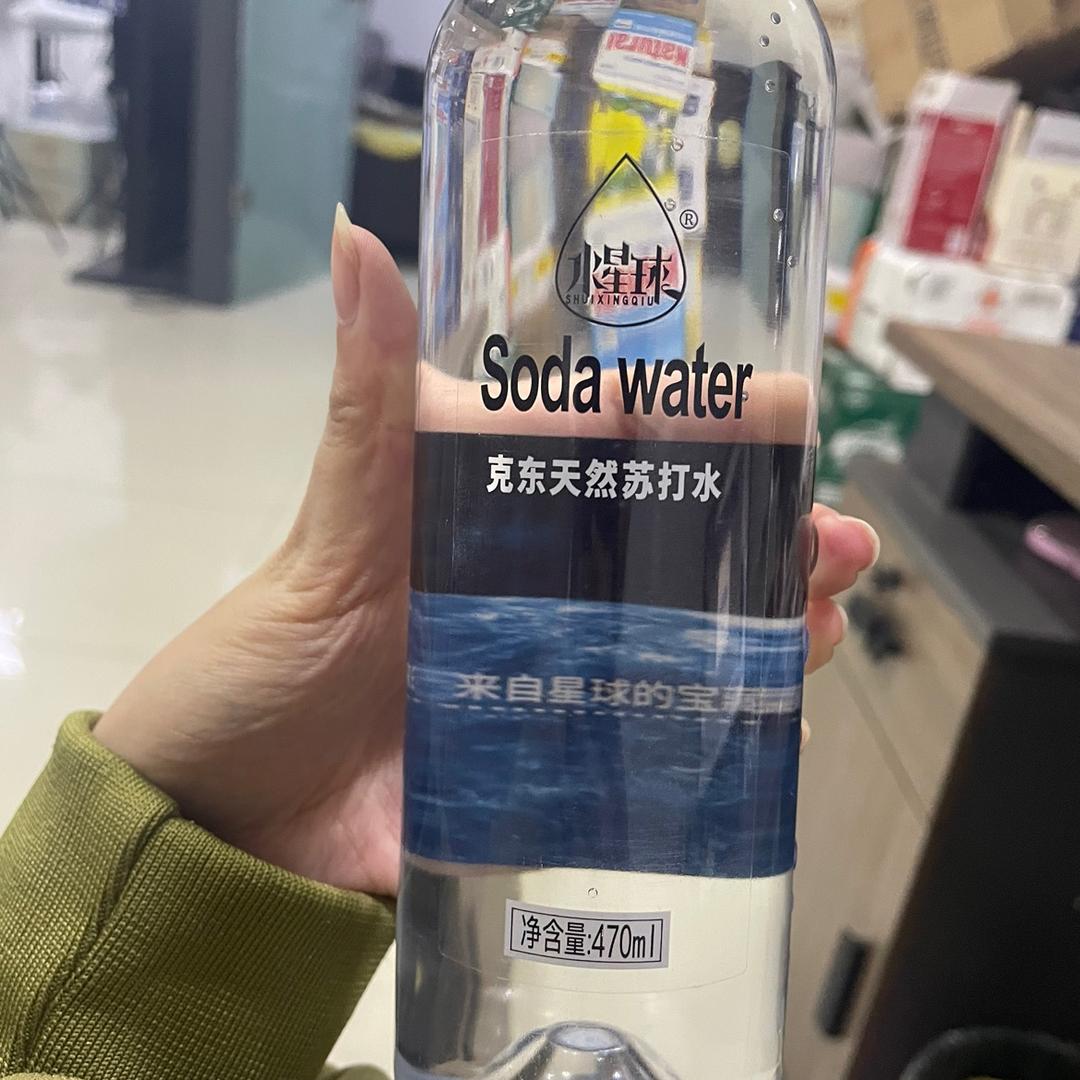 水星球
®
SHUIXINGQIU
Soda water
克东天然苏打水
来自星球的宝藏
净含量:470ml